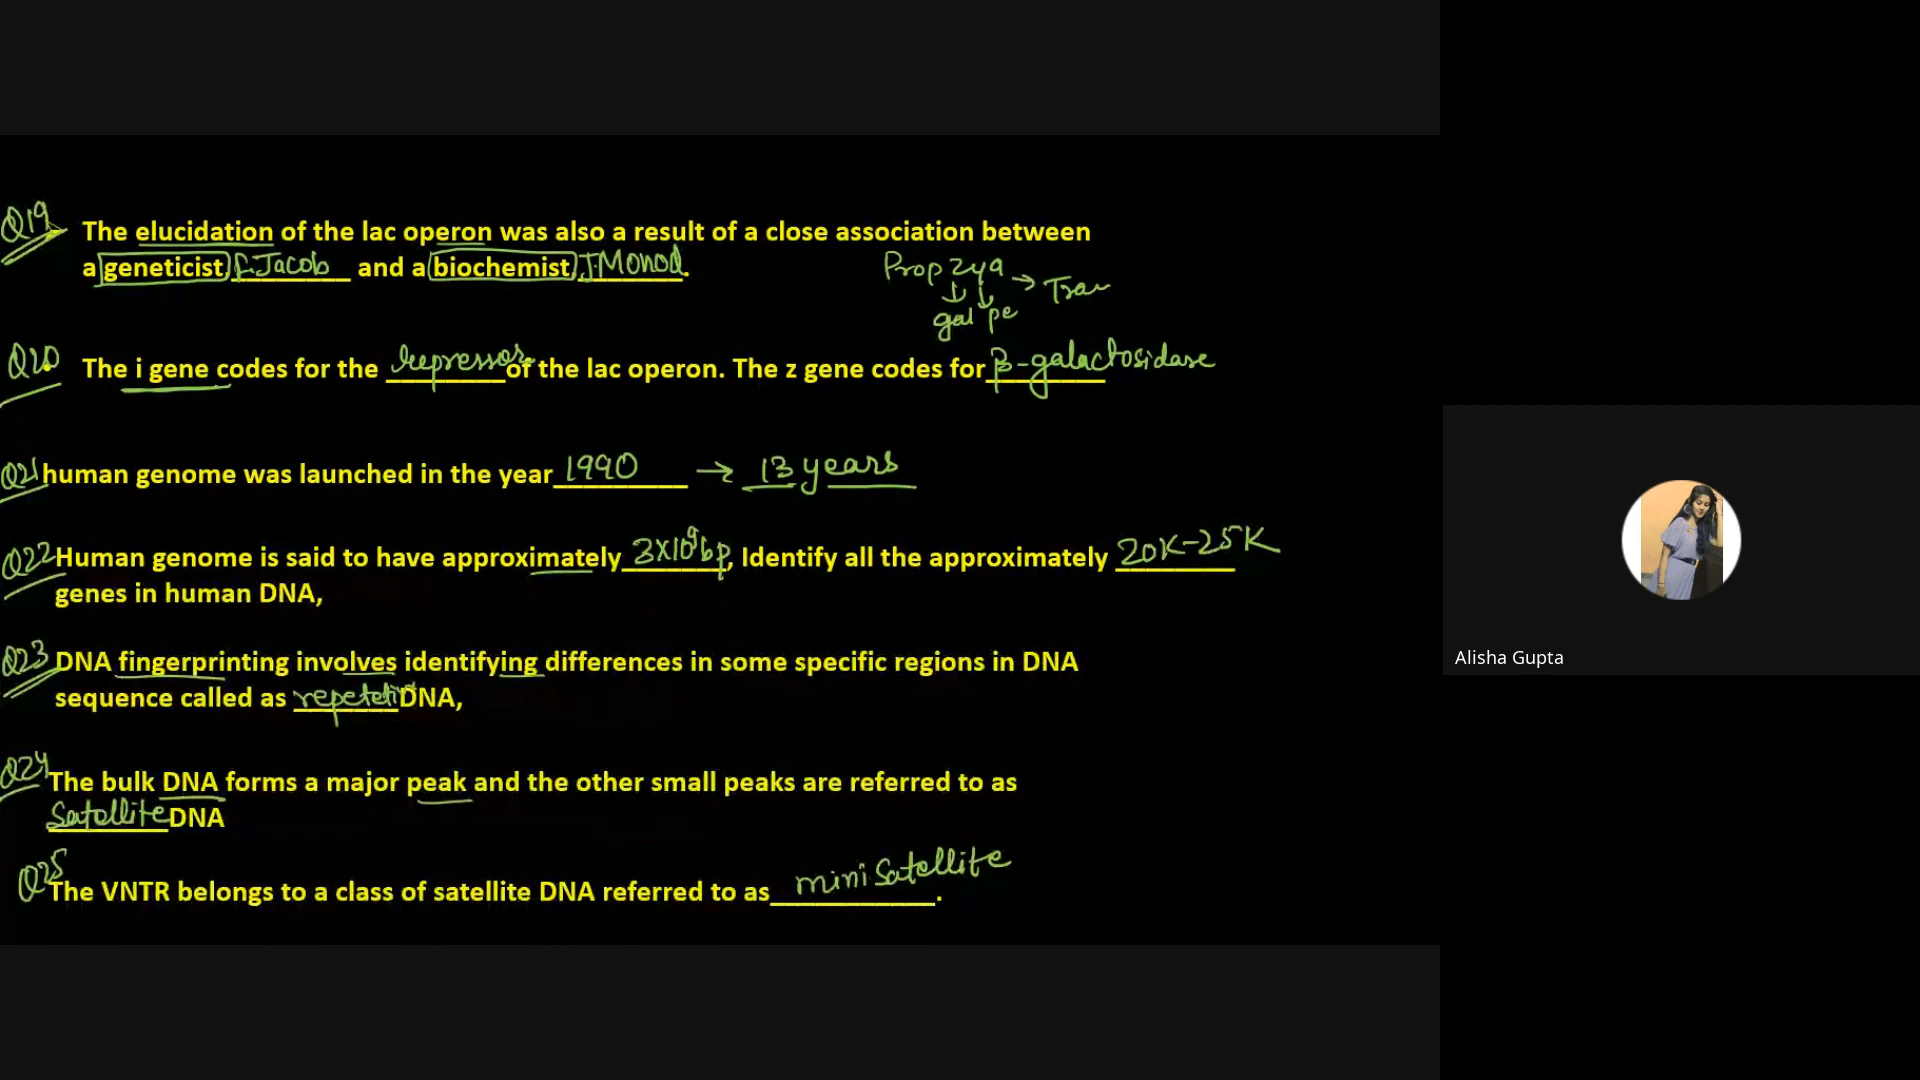 Q19 The elucidation of the lac operon was also a result of a close association between
a geneticist, F.Jacob and a biochemist, J.Monod.
Prop zya → Tran
gal pe
Q20 The i gene codes for the repressor of the lac operon. The z gene codes for β-galactosidase
Q21 human genome was launched in the year 1990 → 13 years
Q22 Human genome is said to have approximately 3X10⁹bp, Identify all the approximately 20K-25K
genes in human DNA,
Q23 DNA fingerprinting involves identifying differences in some specific regions in DNA
sequence called as DNA,
Q24 The bulk DNA forms a major peak and the other small peaks are referred to as
Satellite DNA
Q25 The VNTR belongs to a class of satellite DNA referred to as mini Satellite.
Alisha Gupta